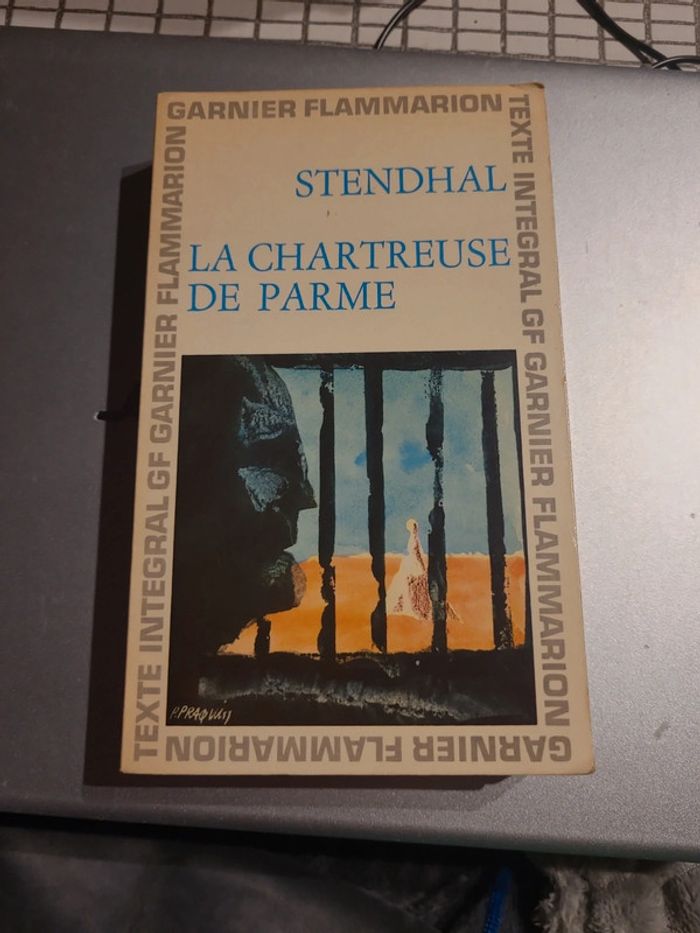 GARNIER FLAMMARION
TEXTE INTEGRAL GF GARNIER FLAMMARION
STENDHAL
LA CHARTREUSE
DE PARME
P.PRAQUIN
TEXTE INTEGRAL GF GARNIER FLAMMARION
GARNIER FLAMMARION